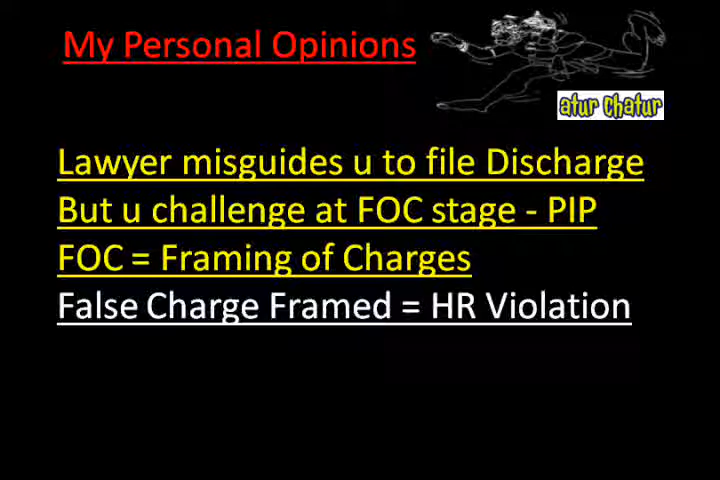 My Personal Opinions
atur chatur
Lawyer misguides u to file Discharge
But u challenge at FOC stage - PIP
FOC = Framing of Charges
False Charge Framed = HR Violation